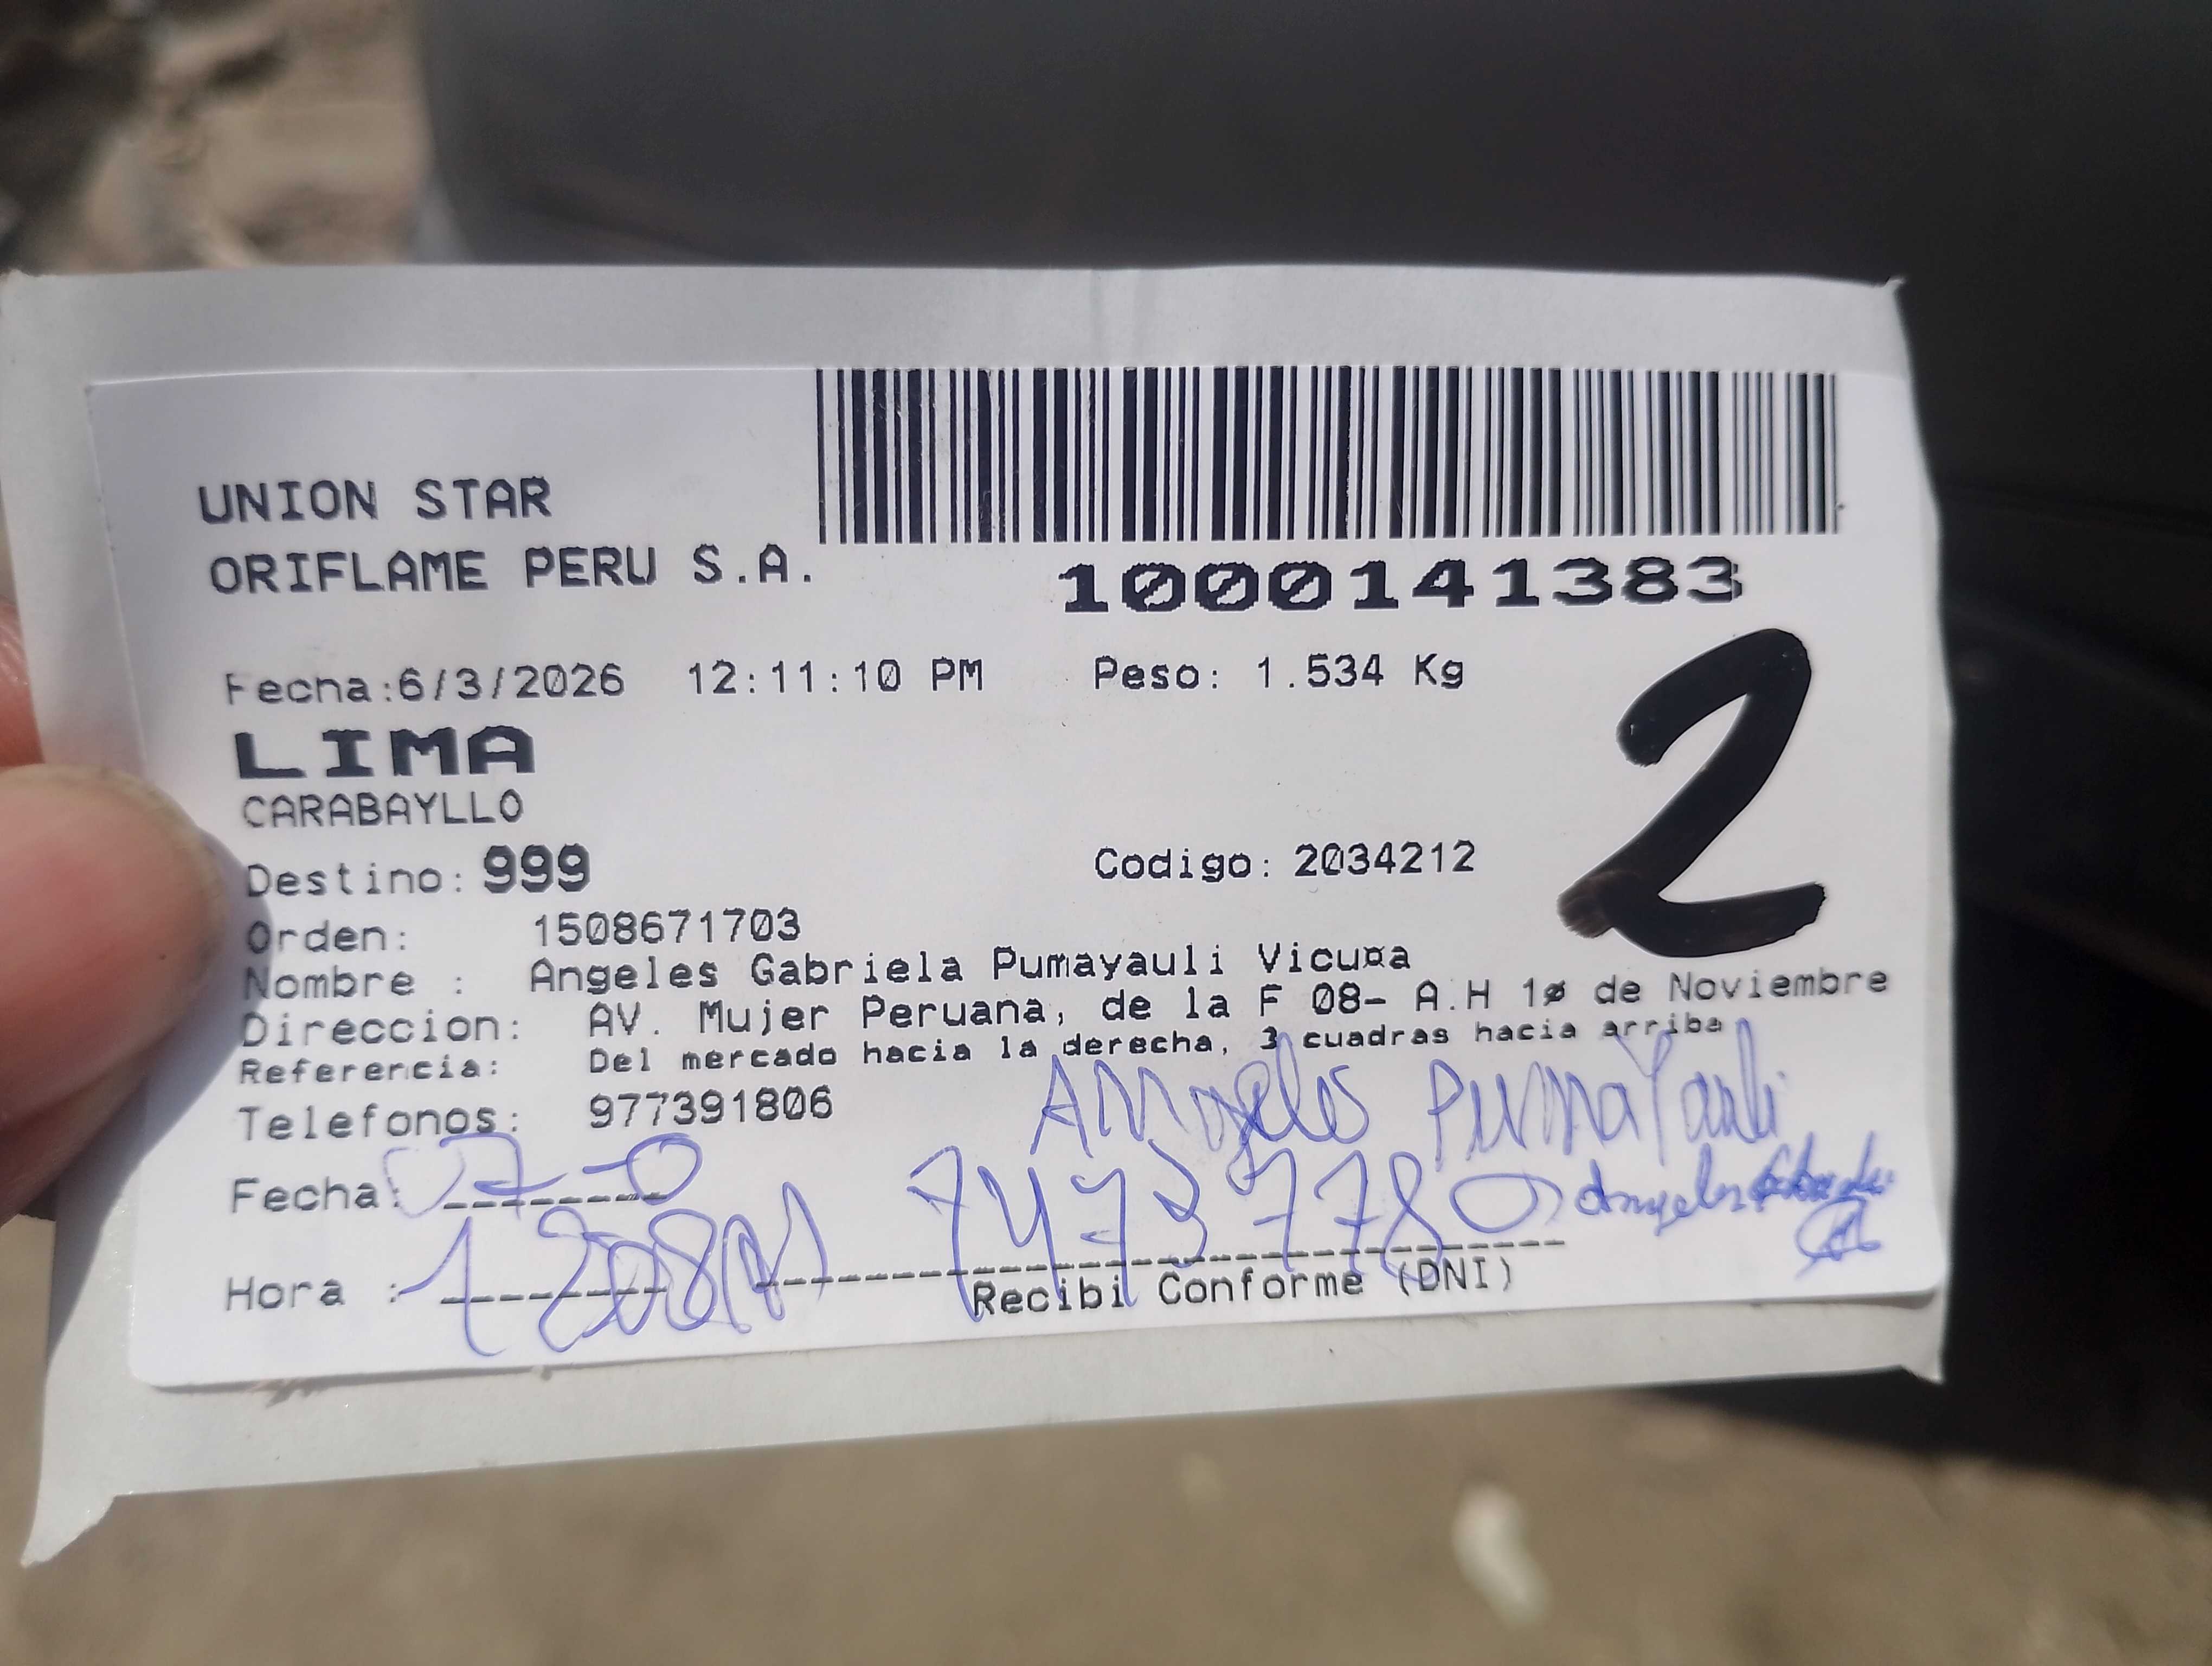 UNION STAR
ORIFLAME PERU S.A.
1000141383
Fecha:6/3/2026 12:11:10 PM Peso: 1.534 Kg
2
LIMA
CARABAYLLO
Destino: 999 Codigo: 2034212
Orden: 1508671703
Nombre : Angeles Gabriela Pumayauli Vicu¤a
Direccion: AV. Mujer Peruana, de la F 08- A.H 1ø de Noviembre
Referencia: Del mercado hacia la derecha, 3 cuadras hacia arriba
Telefonos: 977391806
Angeles PumaYauli
Fecha: 07-0
Hora :
Recibi Conforme (DNI)